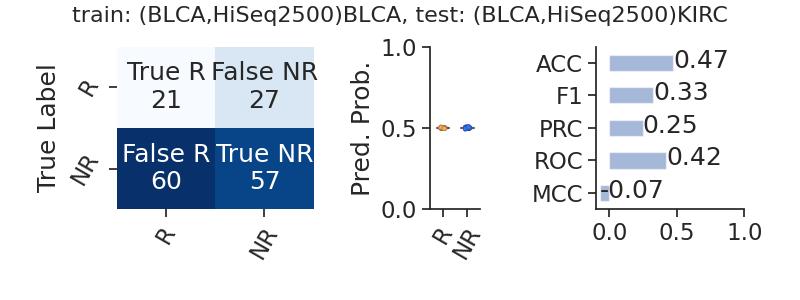 train: (BLCA,HiSeq2500)BLCA, test: (BLCA,HiSeq2500)KIRC
True Label
R
NR
True R
21
False NR
27
False R
60
True NR
57
R
NR
Pred. Prob.
1.0
0.5
0.0
R
NR
ACC
0.47
F1
0.33
PRC
0.25
ROC
0.42
MCC
-0.07
0.0
0.5
1.0